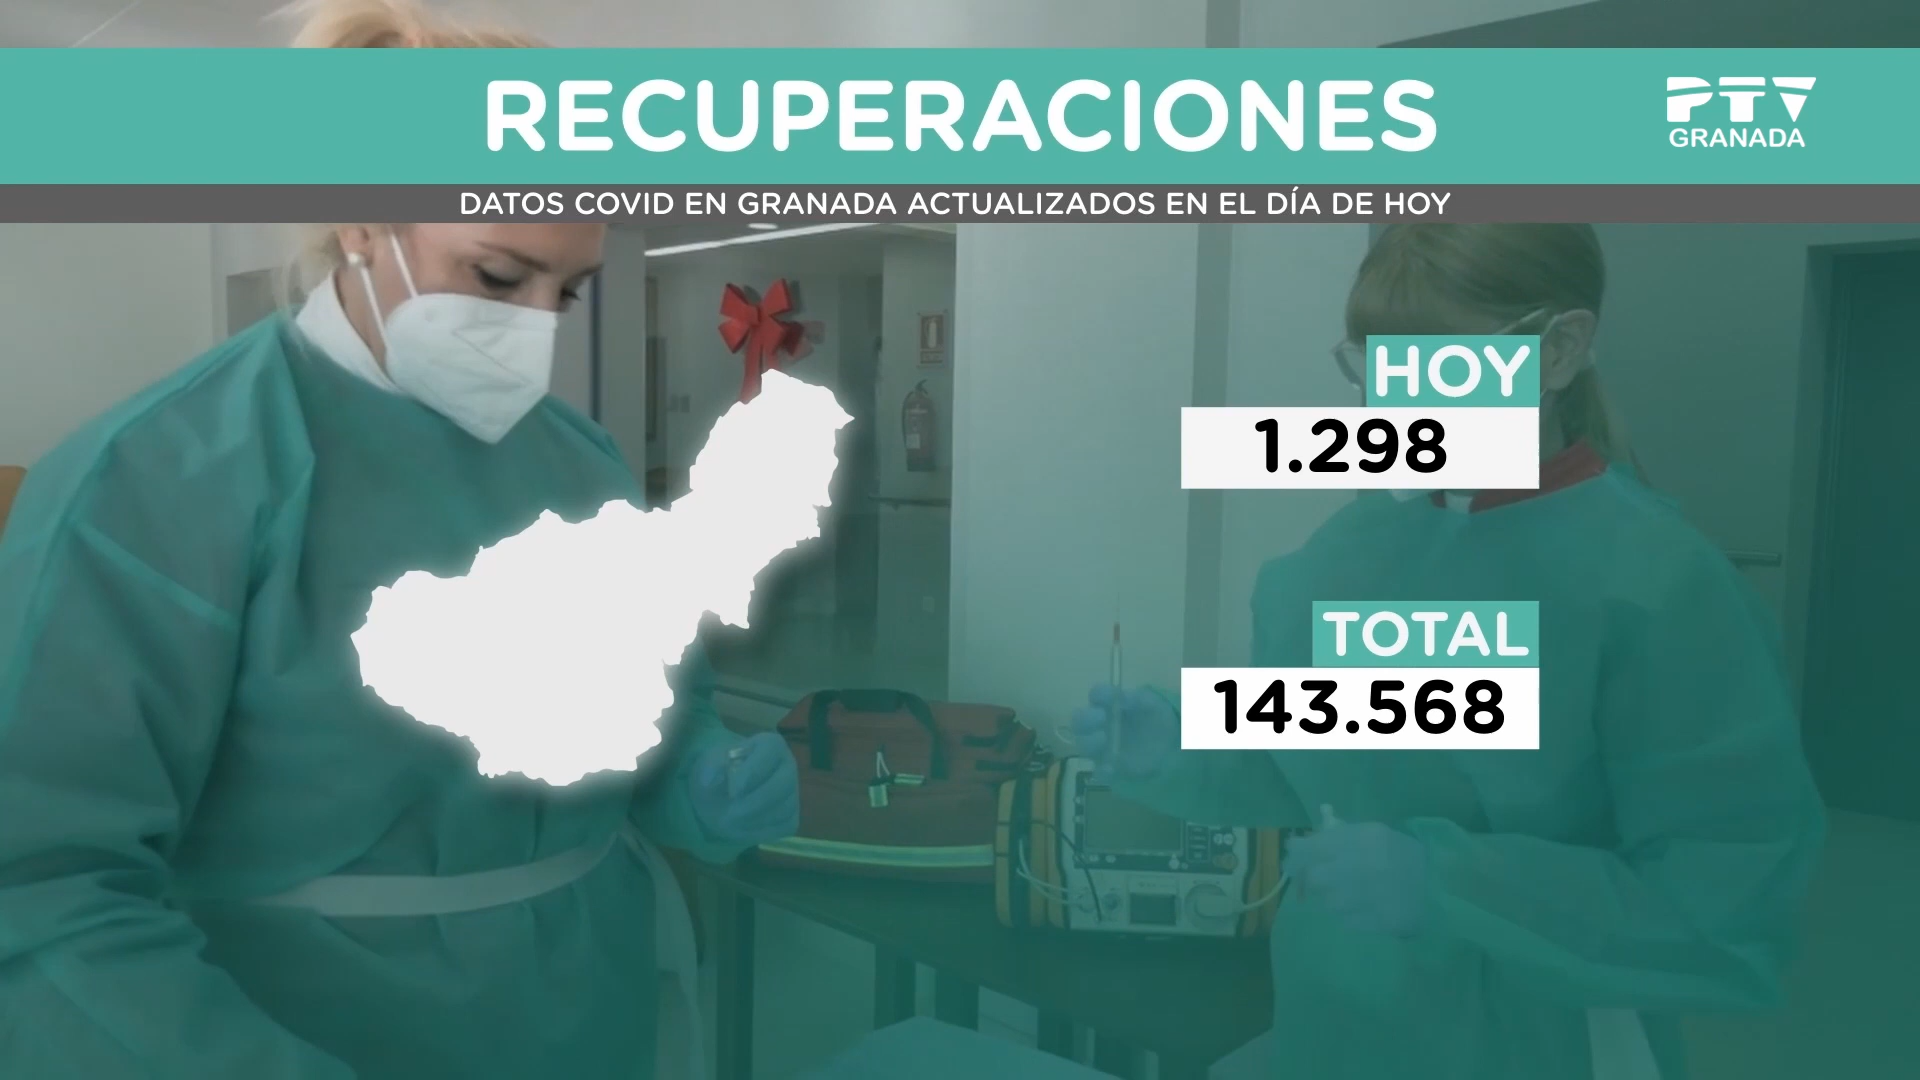 RECUPERACIONES
PTV
GRANADA
DATOS COVID EN GRANADA ACTUALIZADOS EN EL DÍA DE HOY
HOY
1.298
TOTAL
143.568